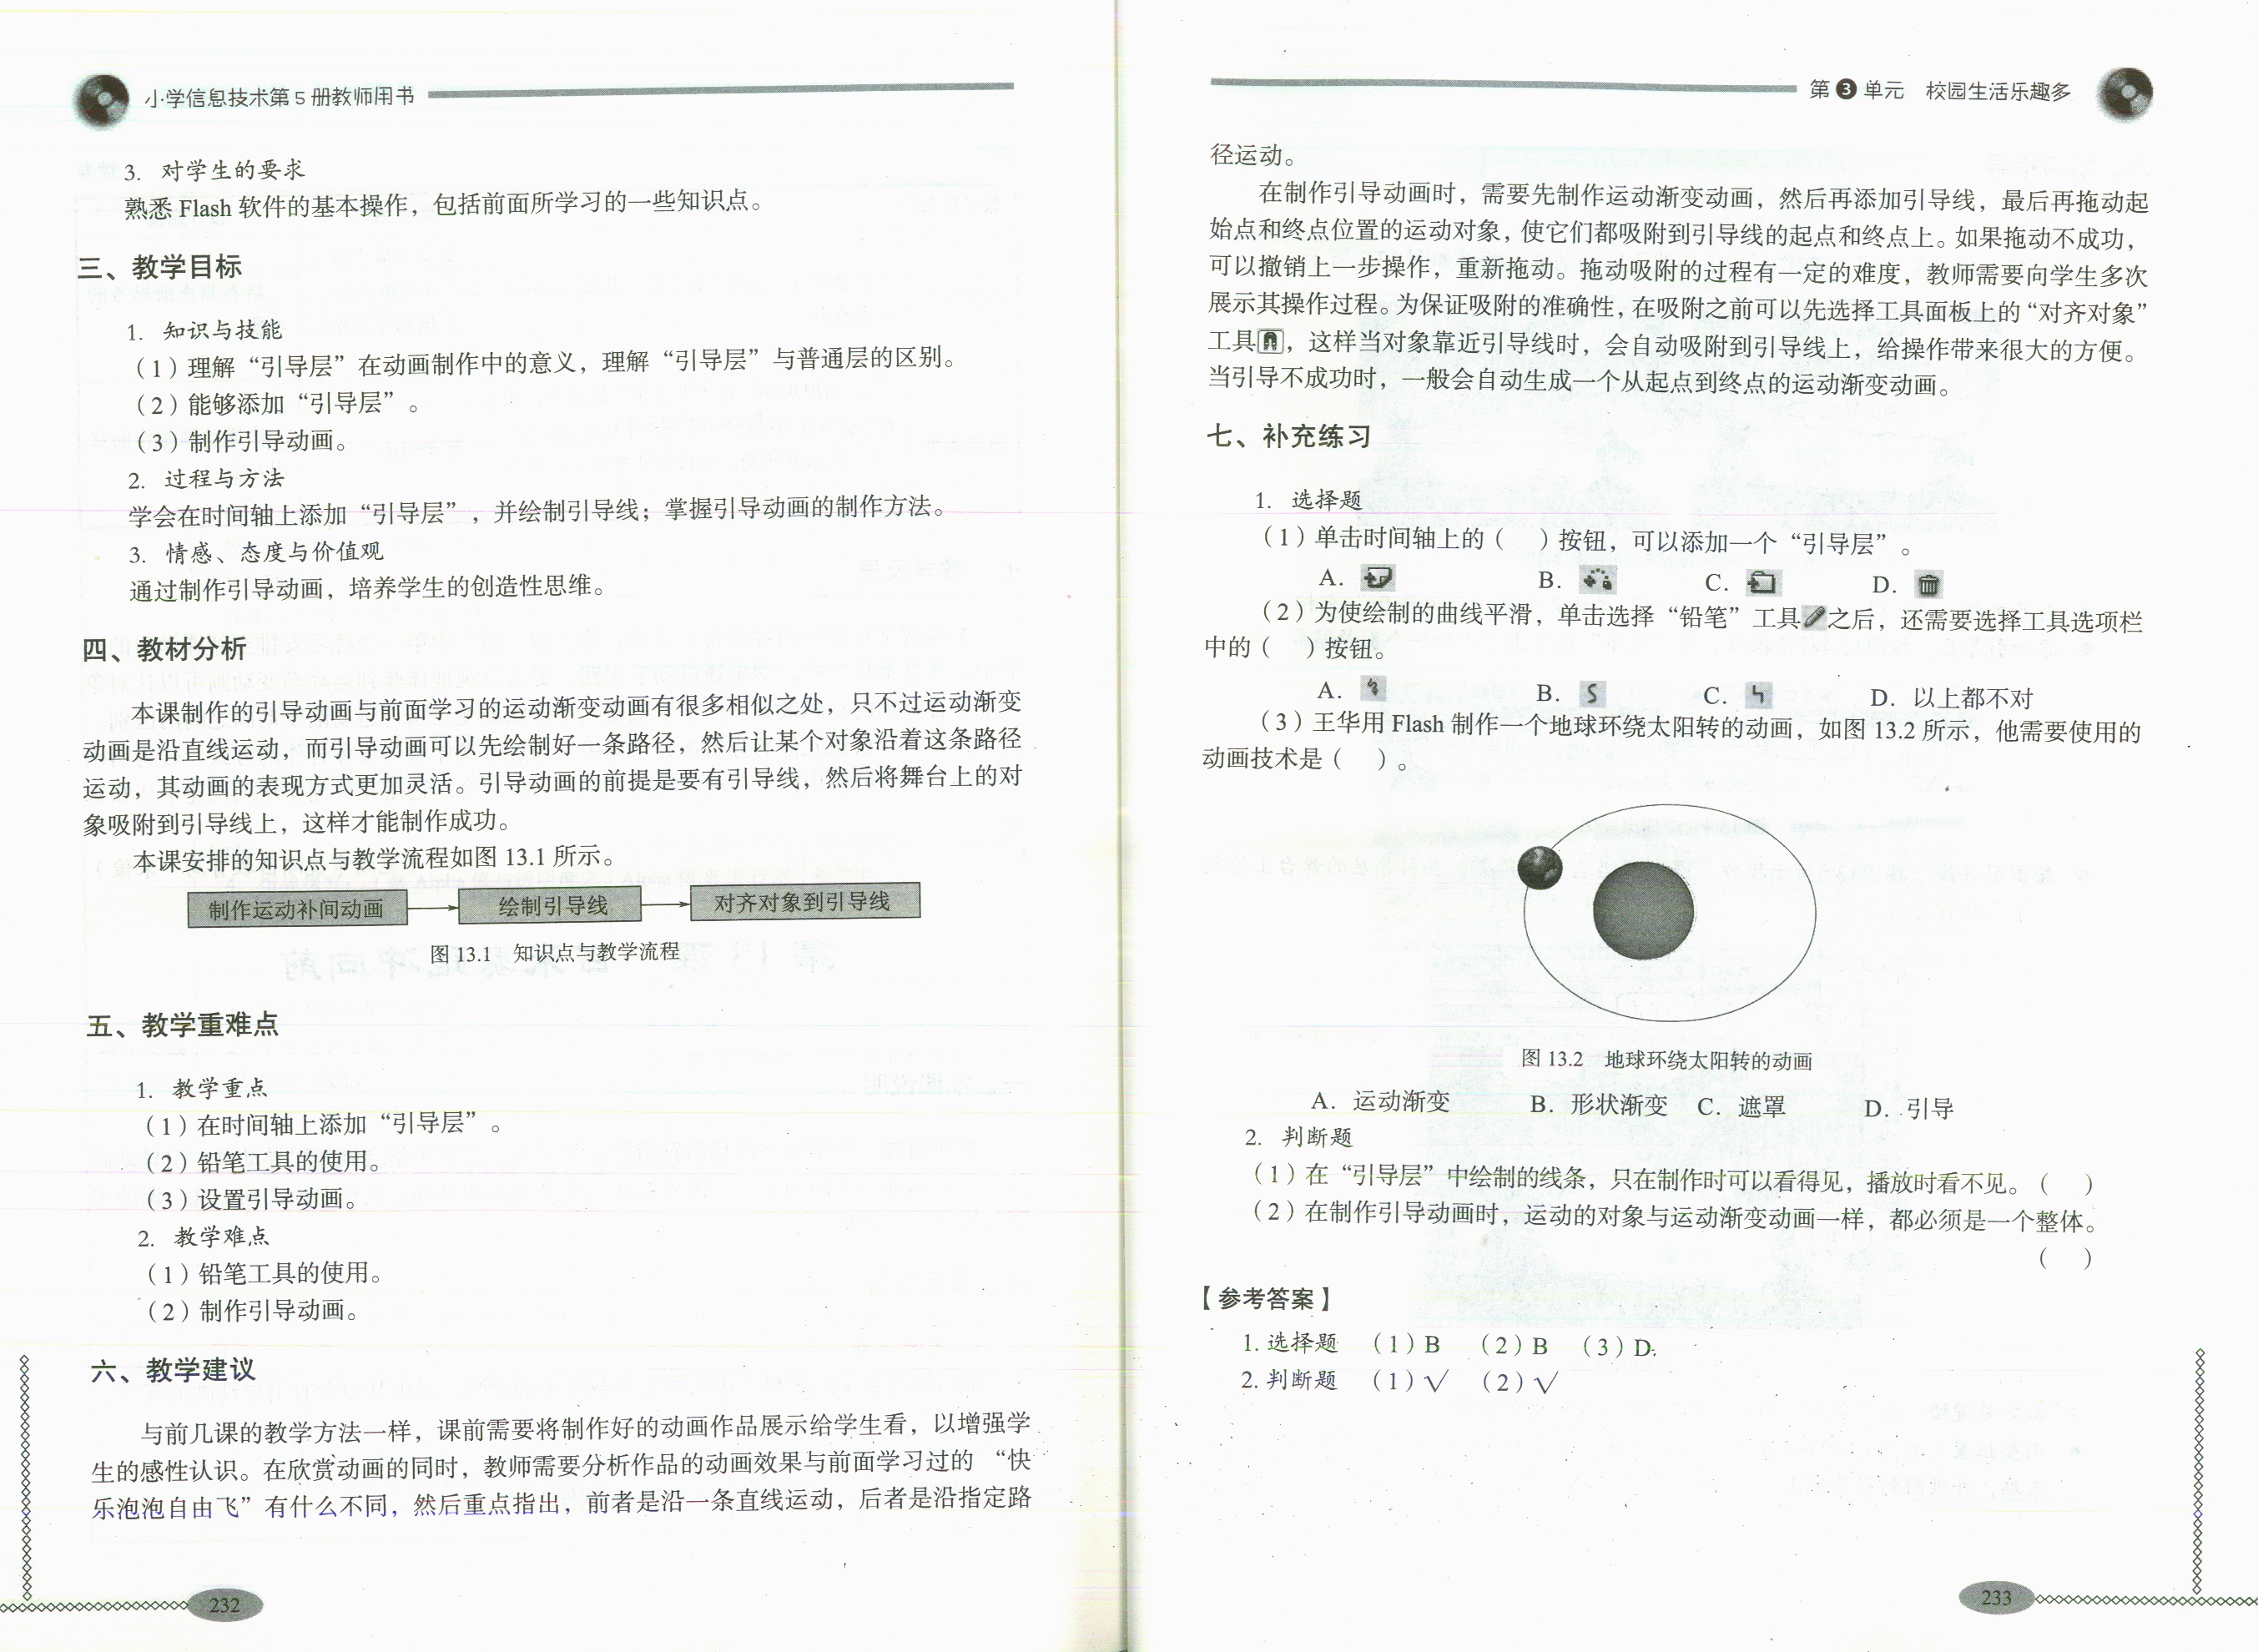 小学信息技术第5册教师用书
3. 对学生的要求
熟悉 Flash 软件的基本操作，包括前面所学习的一些知识点。
三、教学目标
1. 知识与技能
（1）理解“引导层”在动画制作中的意义，理解“引导层”与普通层的区别。
（2）能够添加“引导层”。
（3）制作引导动画。
2. 过程与方法
学会在时间轴上添加“引导层”，并绘制引导线；掌握引导动画的制作方法。
3. 情感、态度与价值观
通过制作引导动画，培养学生的创造性思维。
四、教材分析
本课制作的引导动画与前面学习的运动渐变动画有很多相似之处，只不过运动渐变
动画是沿直线运动，而引导动画可以先绘制好一条路径，然后让某个对象沿着这条路径
运动，其动画的表现方式更加灵活。引导动画的前提是要有引导线，然后将舞台上的对
象吸附到引导线上，这样才能制作成功。
本课安排的知识点与教学流程如图 13.1 所示。
制作运动补间动画 绘制引导线 对齐对象到引导线
图 13.1 知识点与教学流程
五、教学重难点
1. 教学重点
（1）在时间轴上添加“引导层”。
（2）铅笔工具的使用。
（3）设置引导动画。
2. 教学难点
（1）铅笔工具的使用。
（2）制作引导动画。
六、教学建议
与前几课的教学方法一样，课前需要将制作好的动画作品展示给学生看，以增强学
生的感性认识。在欣赏动画的同时，教师需要分析作品的动画效果与前面学习过的“快
乐泡泡自由飞”有什么不同，然后重点指出，前者是沿一条直线运动，后者是沿指定路
232
第3单元 校园生活乐趣多
径运动。
在制作引导动画时，需要先制作运动渐变动画，然后再添加引导线，最后再拖动起
始点和终点位置的运动对象，使它们都吸附到引导线的起点和终点上。如果拖动不成功，
可以撤销上一步操作，重新拖动。拖动吸附的过程有一定的难度，教师需要向学生多次
展示其操作过程。为保证吸附的准确性，在吸附之前可以先选择工具面板上的“对齐对象”
工具，这样当对象靠近引导线时，会自动吸附到引导线上，给操作带来很大的方便。
当引导不成功时，一般会自动生成一个从起点到终点的运动渐变动画。
七、补充练习
1. 选择题
（1）单击时间轴上的（ ）按钮，可以添加一个“引导层”。
A. B. C. D.
（2）为使绘制的曲线平滑，单击选择“铅笔”工具之后，还需要选择工具选项栏
中的（ ）按钮。
A. B. C. D. 以上都不对
（3）王华用 Flash 制作一个地球环绕太阳转的动画，如图 13.2 所示，他需要使用的
动画技术是（ ）。
图 13.2 地球环绕太阳转的动画
A. 运动渐变 B. 形状渐变 C. 遮罩 D. 引导
2. 判断题
（1）在“引导层”中绘制的线条，只在制作时可以看得见，播放时看不见。（ ）
（2）在制作引导动画时，运动的对象与运动渐变动画一样，都必须是一个整体。
（ ）
【参考答案】
1. 选择题 （1）B （2）B （3）D
2. 判断题 （1）√ （2）√
233